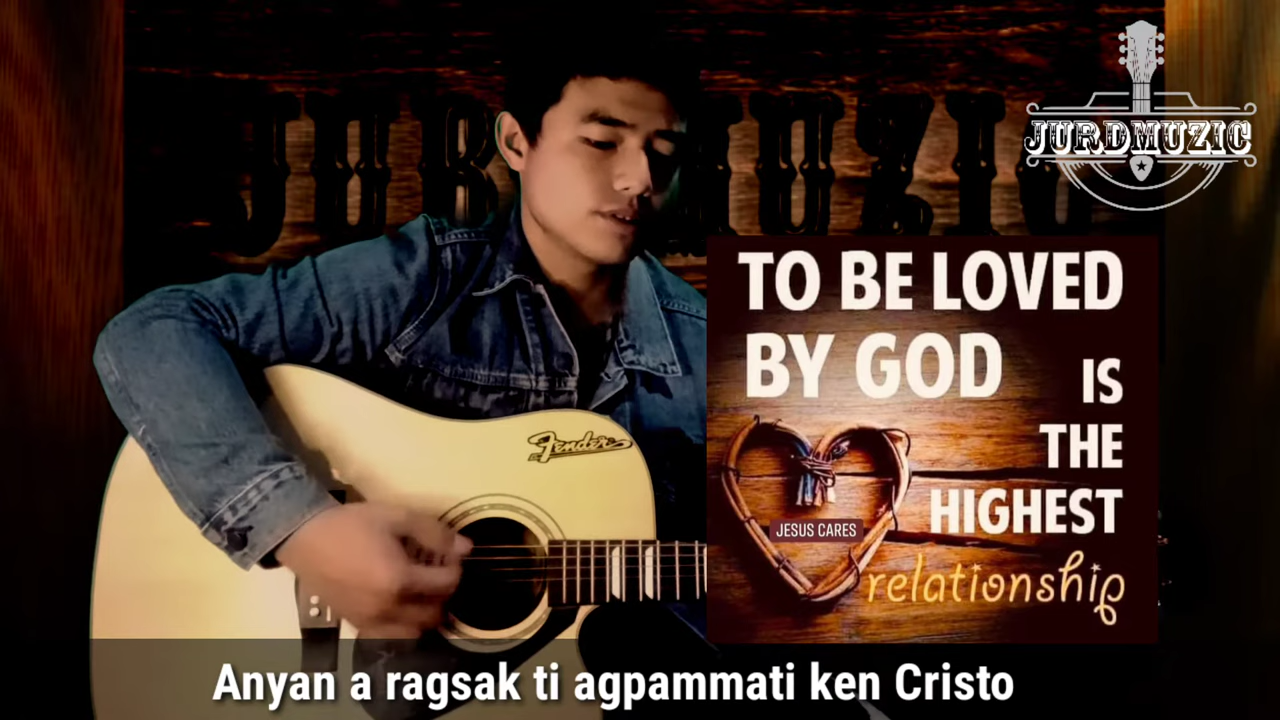 JURDMUZIC
JURDMUZIC
TO BE LOVED
BY GOD IS
THE
HIGHEST
relationship
JESUS CARES
Fender
Anyan a ragsak ti agpammati ken Cristo